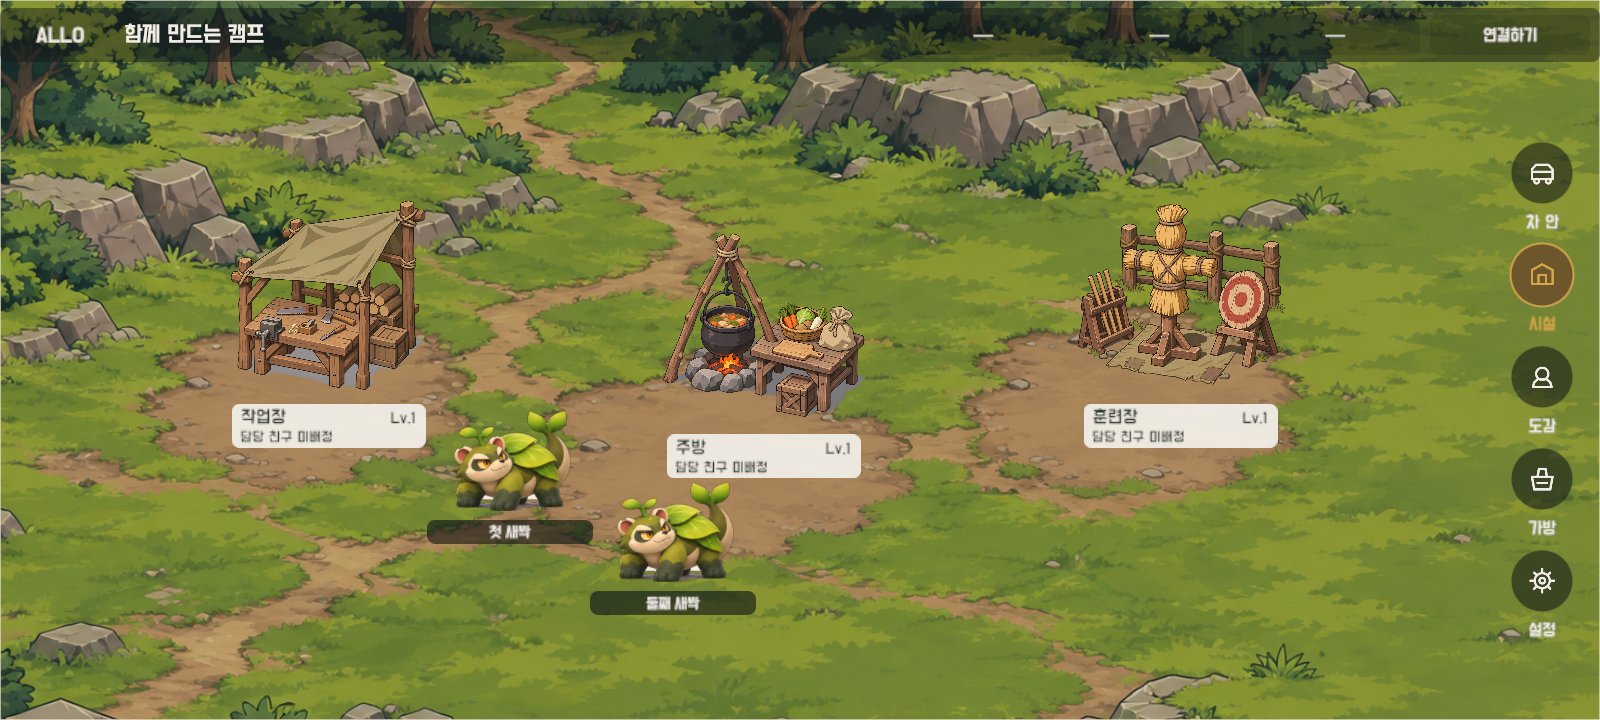 ALLO 함께 만드는 캠프 — — — 연결하기
차 안
시설
도감
가방
설정
작업장 Lv.1
담당 친구 미배정
주방 Lv.1
담당 친구 미배정
훈련장 Lv.1
담당 친구 미배정
첫 새싹
둘째 새싹